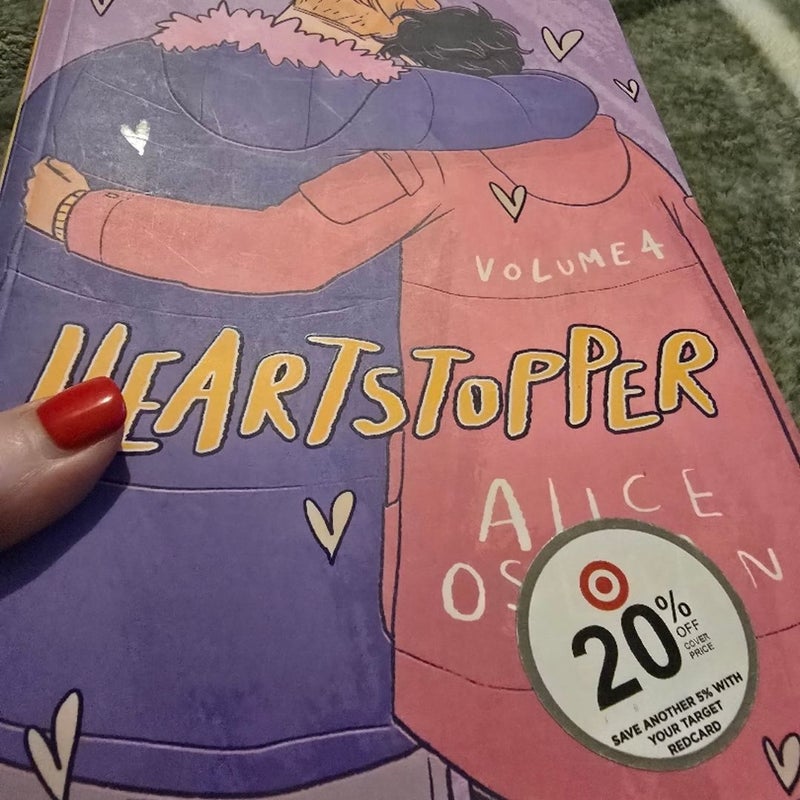 VOLUME 4
HEARTSTOPPER
ALICE
20%
OFF
COVER
PRICE
SAVE ANOTHER 5% WITH
YOUR TARGET
REDCARD